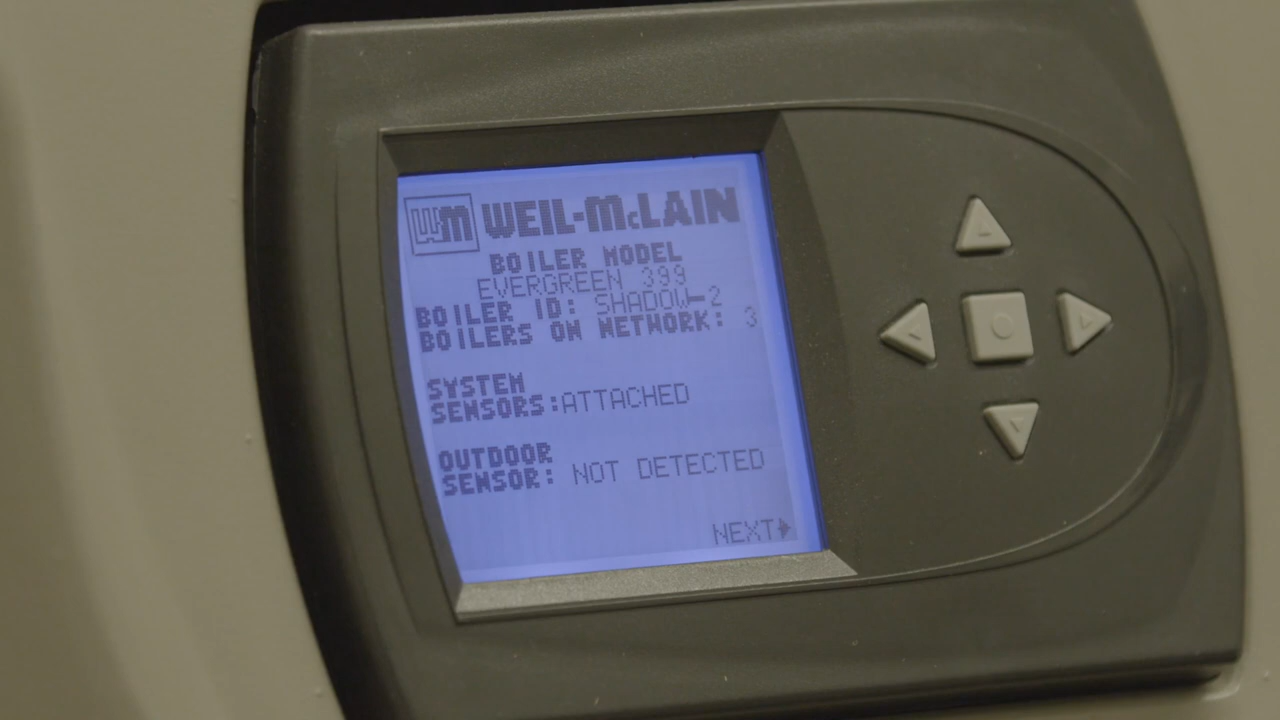 WM WEIL-McLAIN
BOILER MODEL
EVERGREEN 399
BOILER ID: SHADOW-2
BOILERS ON NETWORK: 3
SYSTEM
SENSORS:ATTACHED
OUTDOOR
SENSOR: NOT DETECTED
NEXT